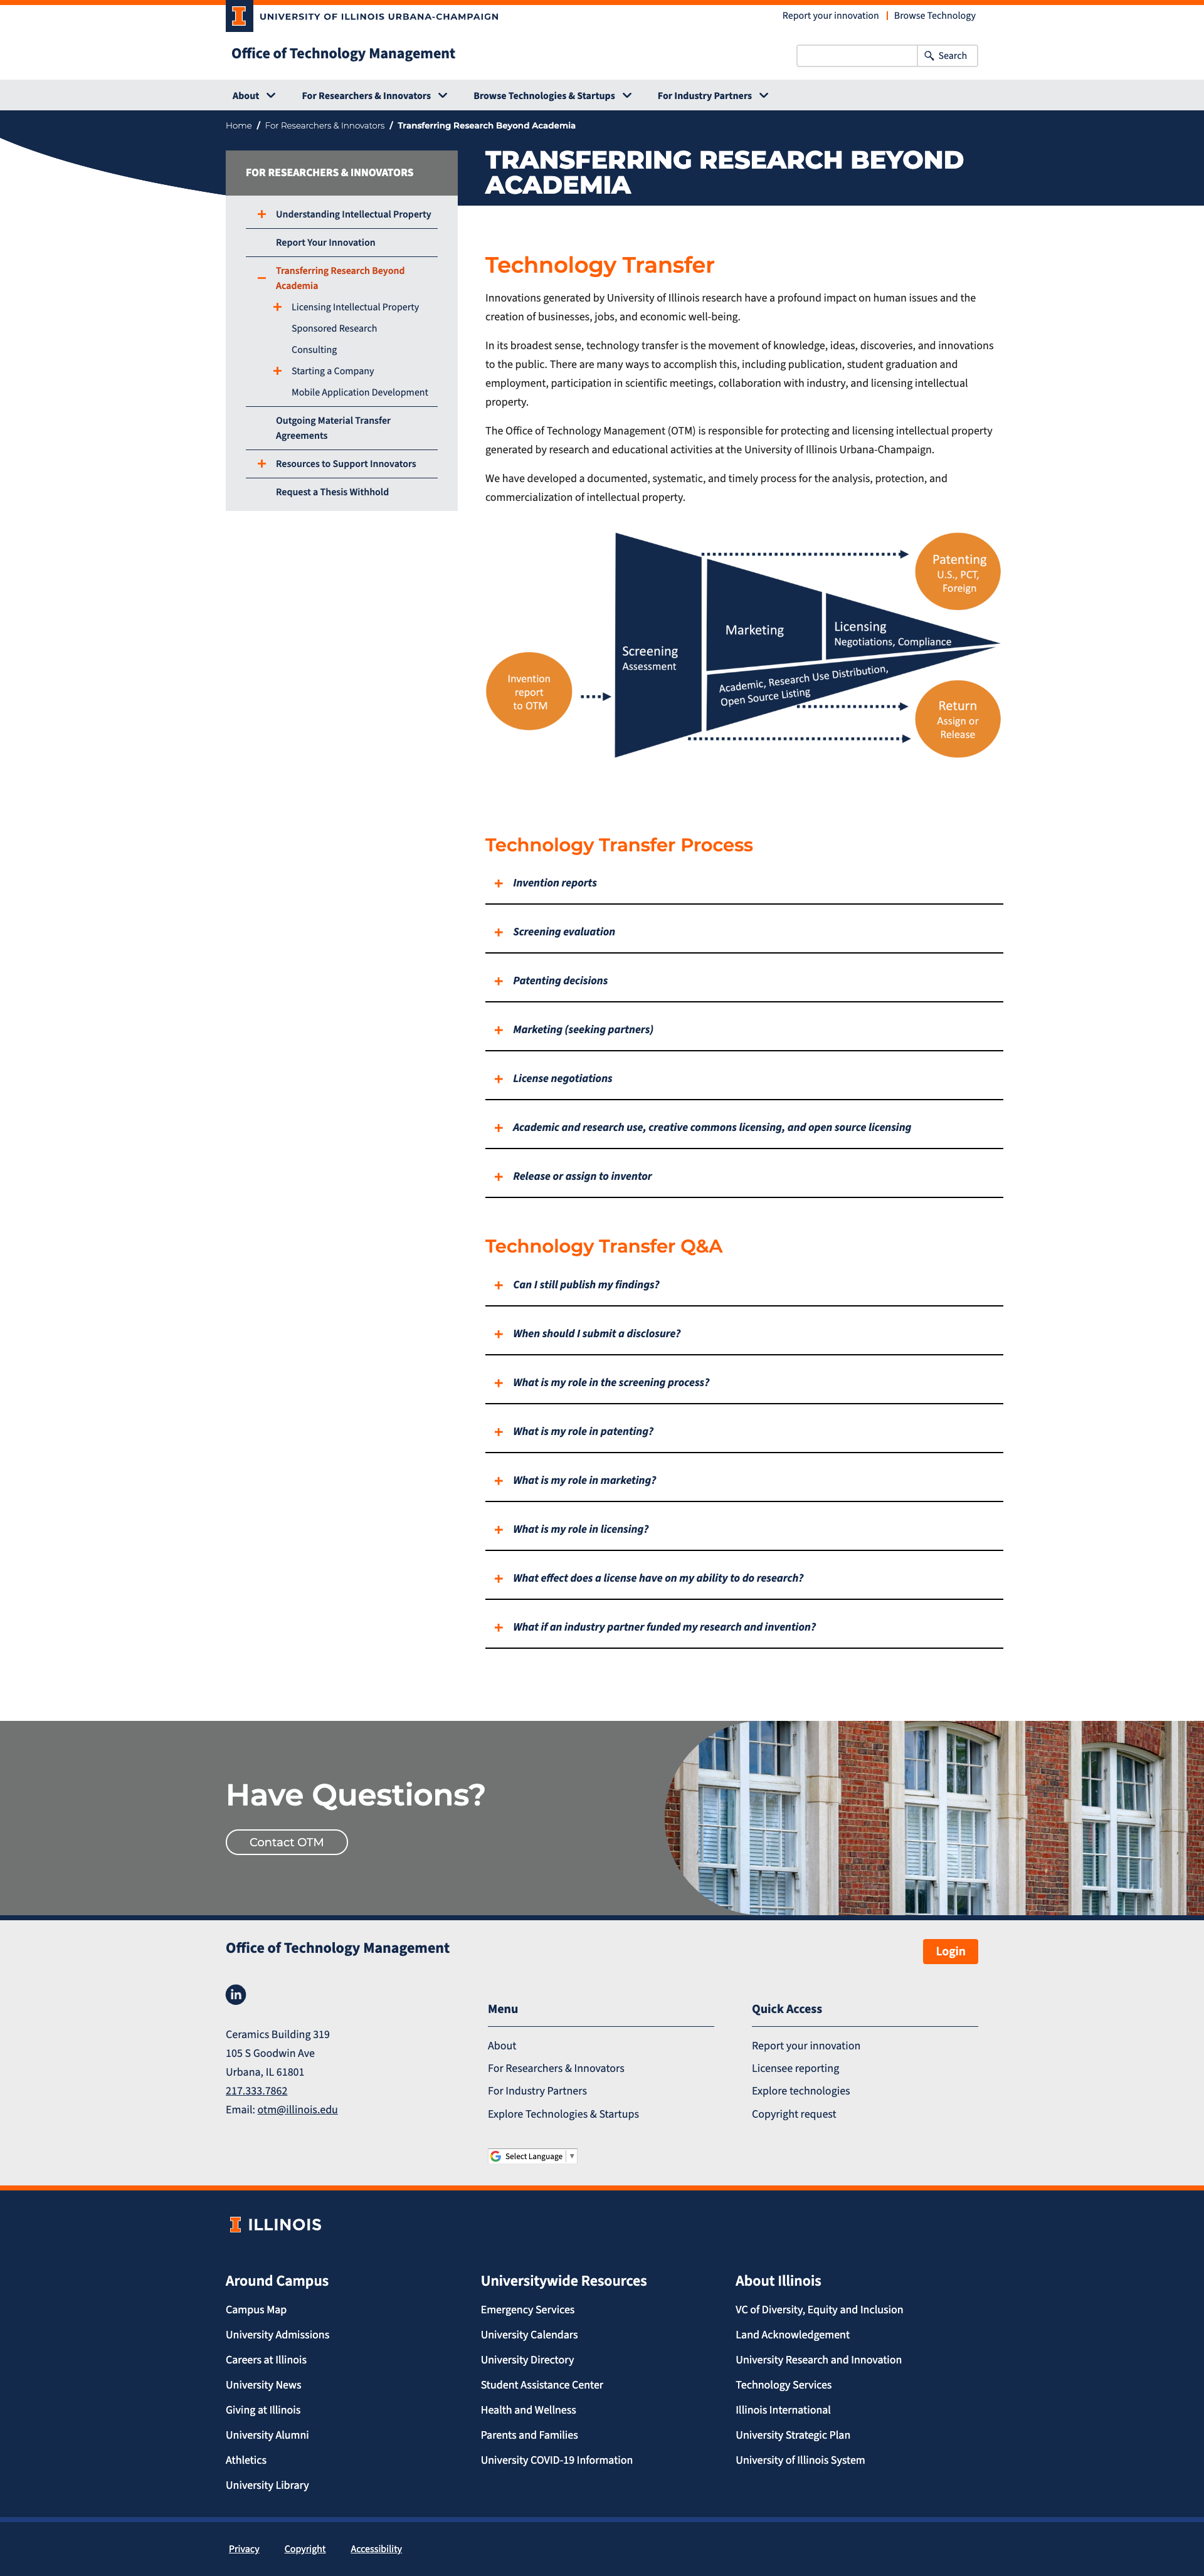 UNIVERSITY OF ILLINOIS URBANA-CHAMPAIGN
Report your innovation
Browse Technology
Office of Technology Management
Search
About
For Researchers & Innovators
Browse Technologies & Startups
For Industry Partners
Home / For Researchers & Innovators / Transferring Research Beyond Academia
FOR RESEARCHERS & INNOVATORS
Understanding Intellectual Property
Report Your Innovation
Transferring Research Beyond
Academia
Licensing Intellectual Property
Sponsored Research
Consulting
Starting a Company
Mobile Application Development
Outgoing Material Transfer
Agreements
Resources to Support Innovators
Request a Thesis Withhold
TRANSFERRING RESEARCH BEYOND
ACADEMIA
Technology Transfer
Innovations generated by University of Illinois research have a profound impact on human issues and the
creation of businesses, jobs, and economic well-being.
In its broadest sense, technology transfer is the movement of knowledge, ideas, discoveries, and innovations
to the public. There are many ways to accomplish this, including publication, student graduation and
employment, participation in scientific meetings, collaboration with industry, and licensing intellectual
property.
The Office of Technology Management (OTM) is responsible for protecting and licensing intellectual property
generated by research and educational activities at the University of Illinois Urbana-Champaign.
We have developed a documented, systematic, and timely process for the analysis, protection, and
commercialization of intellectual property.
Invention
report
to OTM
Screening
Assessment
Marketing
Licensing
Negotiations, Compliance
Academic, Research Use Distribution,
Open Source Listing
Patenting
U.S., PCT,
Foreign
Return
Assign or
Release
Technology Transfer Process
Invention reports
Screening evaluation
Patenting decisions
Marketing (seeking partners)
License negotiations
Academic and research use, creative commons licensing, and open source licensing
Release or assign to inventor
Technology Transfer Q&A
Can I still publish my findings?
When should I submit a disclosure?
What is my role in the screening process?
What is my role in patenting?
What is my role in marketing?
What is my role in licensing?
What effect does a license have on my ability to do research?
What if an industry partner funded my research and invention?
Have Questions?
Contact OTM
Office of Technology Management
Login
in
Ceramics Building 319
105 S Goodwin Ave
Urbana, IL 61801
217.333.7862
Email: otm@illinois.edu
Menu
About
For Researchers & Innovators
For Industry Partners
Explore Technologies & Startups
Quick Access
Report your innovation
Licensee reporting
Explore technologies
Copyright request
Select Language
ILLINOIS
Around Campus
Campus Map
University Admissions
Careers at Illinois
University News
Giving at Illinois
University Alumni
Athletics
University Library
Universitywide Resources
Emergency Services
University Calendars
University Directory
Student Assistance Center
Health and Wellness
Parents and Families
University COVID-19 Information
About Illinois
VC of Diversity, Equity and Inclusion
Land Acknowledgement
University Research and Innovation
Technology Services
Illinois International
University Strategic Plan
University of Illinois System
Privacy
Copyright
Accessibility